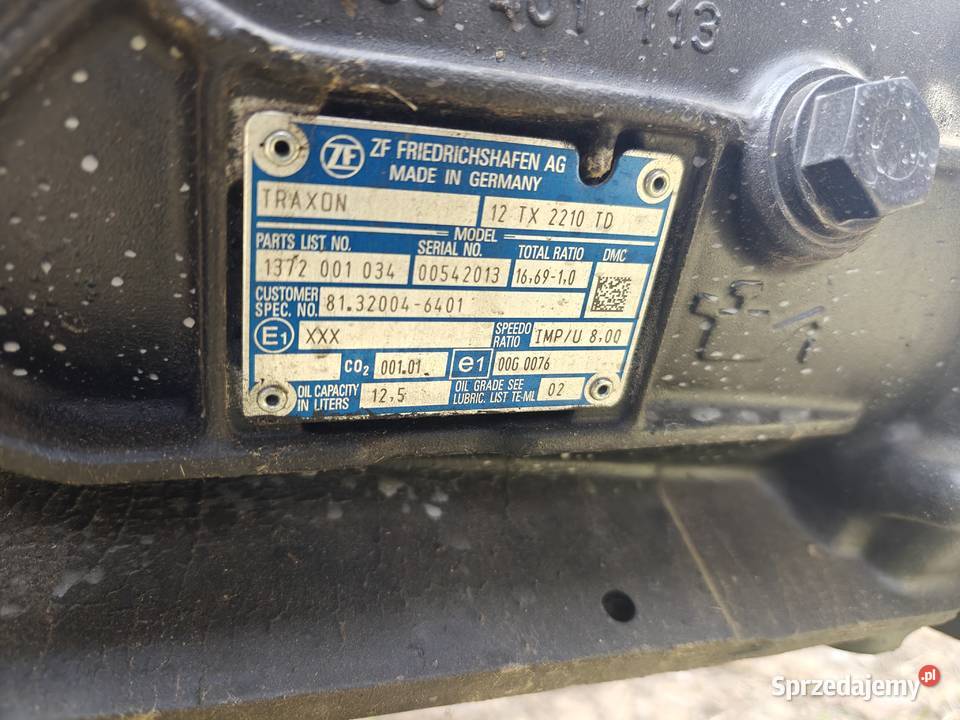 401 113
ZF ZF FRIEDRICHSHAFEN AG
MADE IN GERMANY
TRAXON 12 TX 2210 TD
MODEL
PARTS LIST NO. SERIAL NO. TOTAL RATIO DMC
1372 001 034 00542013 16,69-1,0
CUSTOMER SPEC. NO. 81.32004-6401
E1 XXX SPEEDO RATIO IMP/U 8,00
CO2 001.01 e1 00G 0076
OIL CAPACITY IN LITERS 12,5 OIL GRADE SEE LUBRIC. LIST TE-ML 02
Sprzedajemy.pl